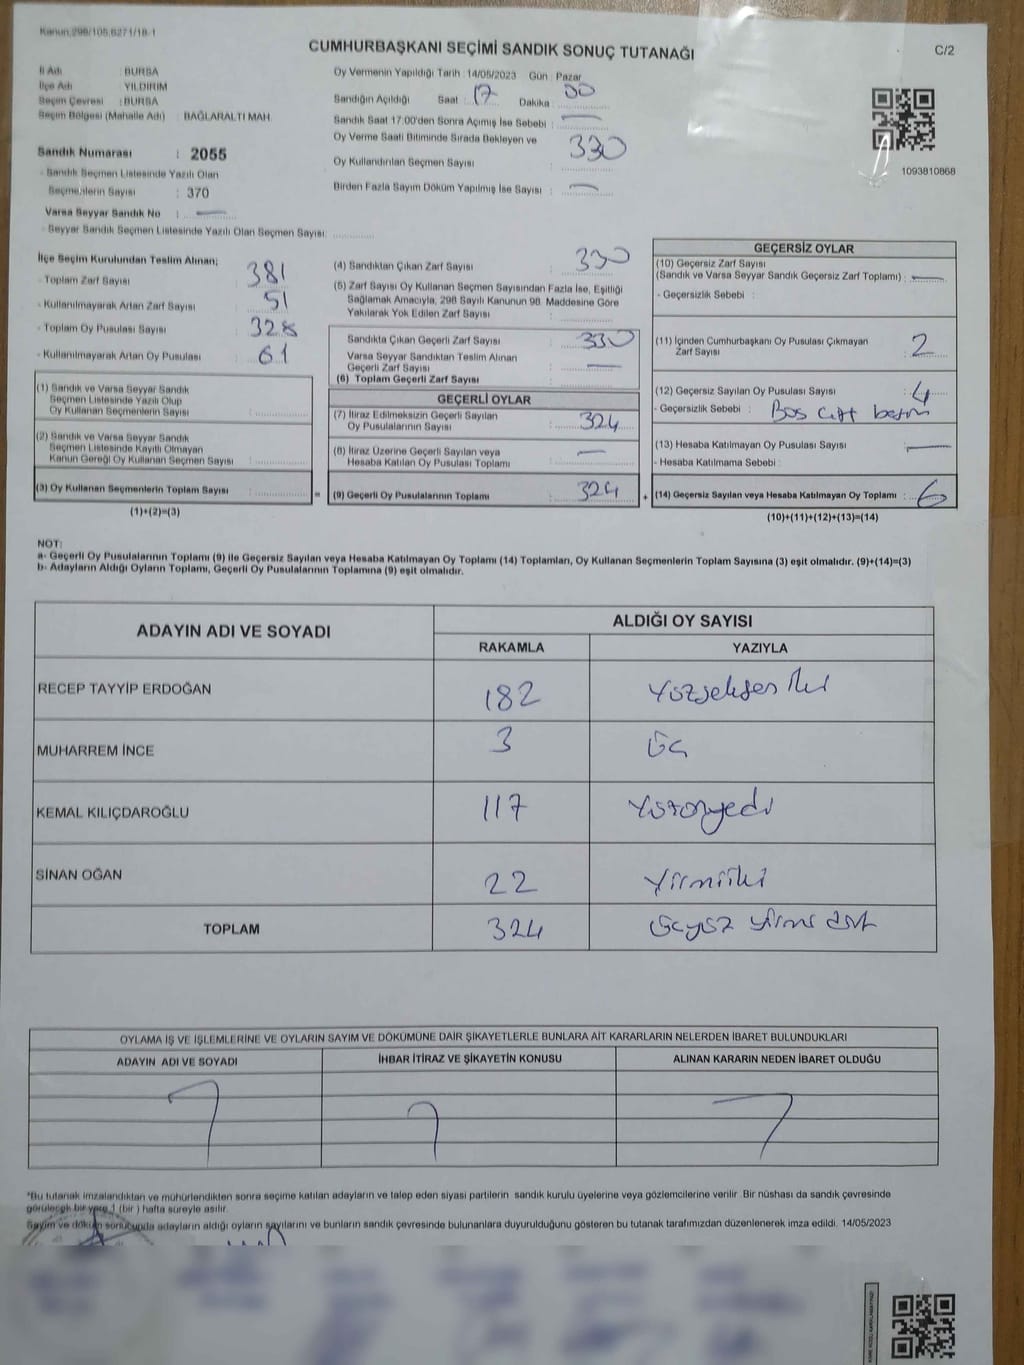 Kanun:298/105,6271/18-1
CUMHURBAŞKANI SEÇİMİ SANDIK SONUÇ TUTANAĞI
C/2
İl Adı : BURSA
İlçe Adı : YILDIRIM
Seçim Çevresi : BURSA
Seçim Bölgesi (Mahalle Adı) : BAĞLARALTI MAH.
Sandık Numarası : 2055
- Sandık Seçmen Listesinde Yazılı Olan
Seçmenlerin Sayısı : 370
Varsa Seyyar Sandık No : —
- Seyyar Sandık Seçmen Listesinde Yazılı Olan Seçmen Sayısı:
Oy Vermenin Yapıldığı Tarih : 14/05/2023 Gün : Pazar
Sandığın Açıldığı Saat : 17 Dakika : 00
Sandık Saat 17:00'den Sonra Açımış İse Sebebi : —
Oy Verme Saati Bitiminde Sırada Bekleyen ve
Oy Kullandırılan Seçmen Sayısı : 330
Birden Fazla Sayım Döküm Yapılmış İse Sayısı : —
1093810868
İlçe Seçim Kurulundan Teslim Alınan;
- Toplam Zarf Sayısı : 381
- Kullanılmayarak Artan Zarf Sayısı : 51
- Toplam Oy Pusulası Sayısı : 328
- Kullanılmayarak Artan Oy Pusulası : 61
(1) Sandık ve Varsa Seyyar Sandık
Seçmen Listesinde Yazılı Olup
Oy Kullanan Seçmenlerin Sayısı :
(2) Sandık ve Varsa Seyyar Sandık
Seçmen Listesinde Kayıtlı Olmayan
Kanun Gereği Oy Kullanan Seçmen Sayısı :
(3) Oy Kullanan Seçmenlerin Toplam Sayısı :
(1)+(2)=(3)
=
(4) Sandıktan Çıkan Zarf Sayısı : 330
(5) Zarf Sayısı Oy Kullanan Seçmen Sayısından Fazla İse, Eşitliği
Sağlamak Amacıyla, 298 Sayılı Kanunun 98. Maddesine Göre
Yakılarak Yok Edilen Zarf Sayısı :
Sandıkta Çıkan Geçerli Zarf Sayısı : 330
Varsa Seyyar Sandıktan Teslim Alınan
Geçerli Zarf Sayısı : —
(6) Toplam Geçerli Zarf Sayısı :
GEÇERLİ OYLAR
(7) İtiraz Edilmeksizin Geçerli Sayılan
Oy Pusulalarının Sayısı : 324
(8) İtiraz Üzerine Geçerli Sayılan veya
Hesaba Katılan Oy Pusulası Toplamı : —
(9) Geçerli Oy Pusulalarının Toplamı : 324
+
GEÇERSİZ OYLAR
(10) Geçersiz Zarf Sayısı
(Sandık ve Varsa Seyyar Sandık Geçersiz Zarf Toplamı) : —
- Geçersizlik Sebebi :
(11) İçinden Cumhurbaşkanı Oy Pusulası Çıkmayan
Zarf Sayısı : 2
(12) Geçersiz Sayılan Oy Pusulası Sayısı : 4
- Geçersizlik Sebebi : Boş çift
(13) Hesaba Katılmayan Oy Pusulası Sayısı : —
- Hesaba Katılmama Sebebi :
(14) Geçersiz Sayılan veya Hesaba Katılmayan Oy Toplamı : 6
(10)+(11)+(12)+(13)=(14)
NOT:
a- Geçerli Oy Pusulalarının Toplamı (9) ile Geçersiz Sayılan veya Hesaba Katılmayan Oy Toplamı (14) Toplamları, Oy Kullanan Seçmenlerin Toplam Sayısına (3) eşit olmalıdır. (9)+(14)=(3)
b- Adayların Aldığı Oyların Toplamı, Geçerli Oy Pusulalarının Toplamına (9) eşit olmalıdır.
ADAYIN ADI VE SOYADI
ALDIĞI OY SAYISI
RAKAMLA YAZIYLA
RECEP TAYYİP ERDOĞAN 182 Yüzseksen iki
MUHARREM İNCE 3 üç
KEMAL KILIÇDAROĞLU 117 Yüzonyedi
SİNAN OĞAN 22 Yirmiiki
TOPLAM 324 üçyüz yirmi dört
OYLAMA İŞ VE İŞLEMLERİNE VE OYLARIN SAYIM VE DÖKÜMÜNE DAİR ŞİKAYETLERLE BUNLARA AİT KARARLARIN NELERDEN İBARET BULUNDUKLARI
ADAYIN ADI VE SOYADI İHBAR İTİRAZ VE ŞİKAYETİN KONUSU ALINAN KARARIN NEDEN İBARET OLDUĞU
*Bu tutanak imzalandıktan ve mühürlendikten sonra seçime katılan adayların ve talep eden siyasi partilerin sandık kurulu üyelerine veya gözlemcilerine verilir. Bir nüshası da sandık çevresinde
görülecek bir yere 1 (bir ) hafta süreyle asılır.
Sayım ve döküm sonucunda adayların aldığı oyların sayılarını ve bunların sandık çevresinde bulunanlara duyurulduğunu gösteren bu tutanak tarafımızdan düzenlenerek imza edildi. 14/05/2023